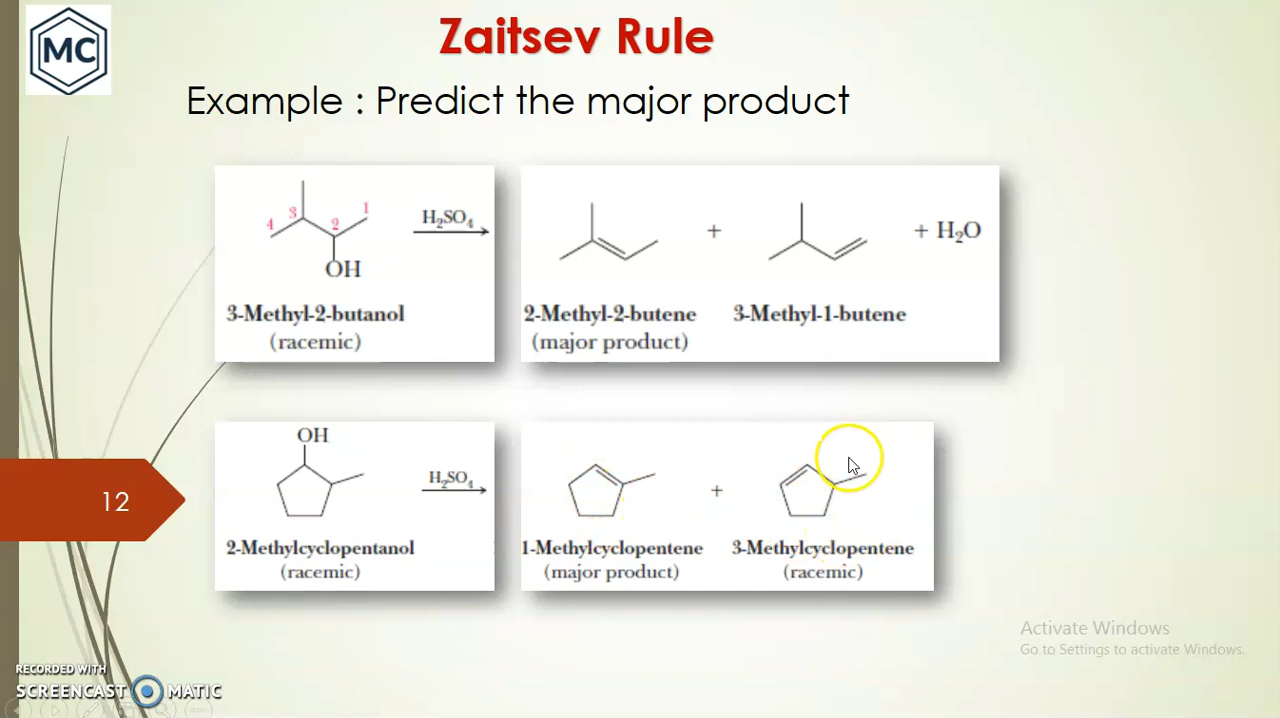 MC
Zaitsev Rule
Example : Predict the major product
4 3 2 1
OH
H₂SO₄
+
+ H₂O
3-Methyl-2-butanol
(racemic)
2-Methyl-2-butene
(major product)
3-Methyl-1-butene
OH
H₂SO₄
+
2-Methylcyclopentanol
(racemic)
1-Methylcyclopentene
(major product)
3-Methylcyclopentene
(racemic)
12
Activate Windows
Go to Settings to activate Windows.
RECORDED WITH
SCREENCAST MATIC